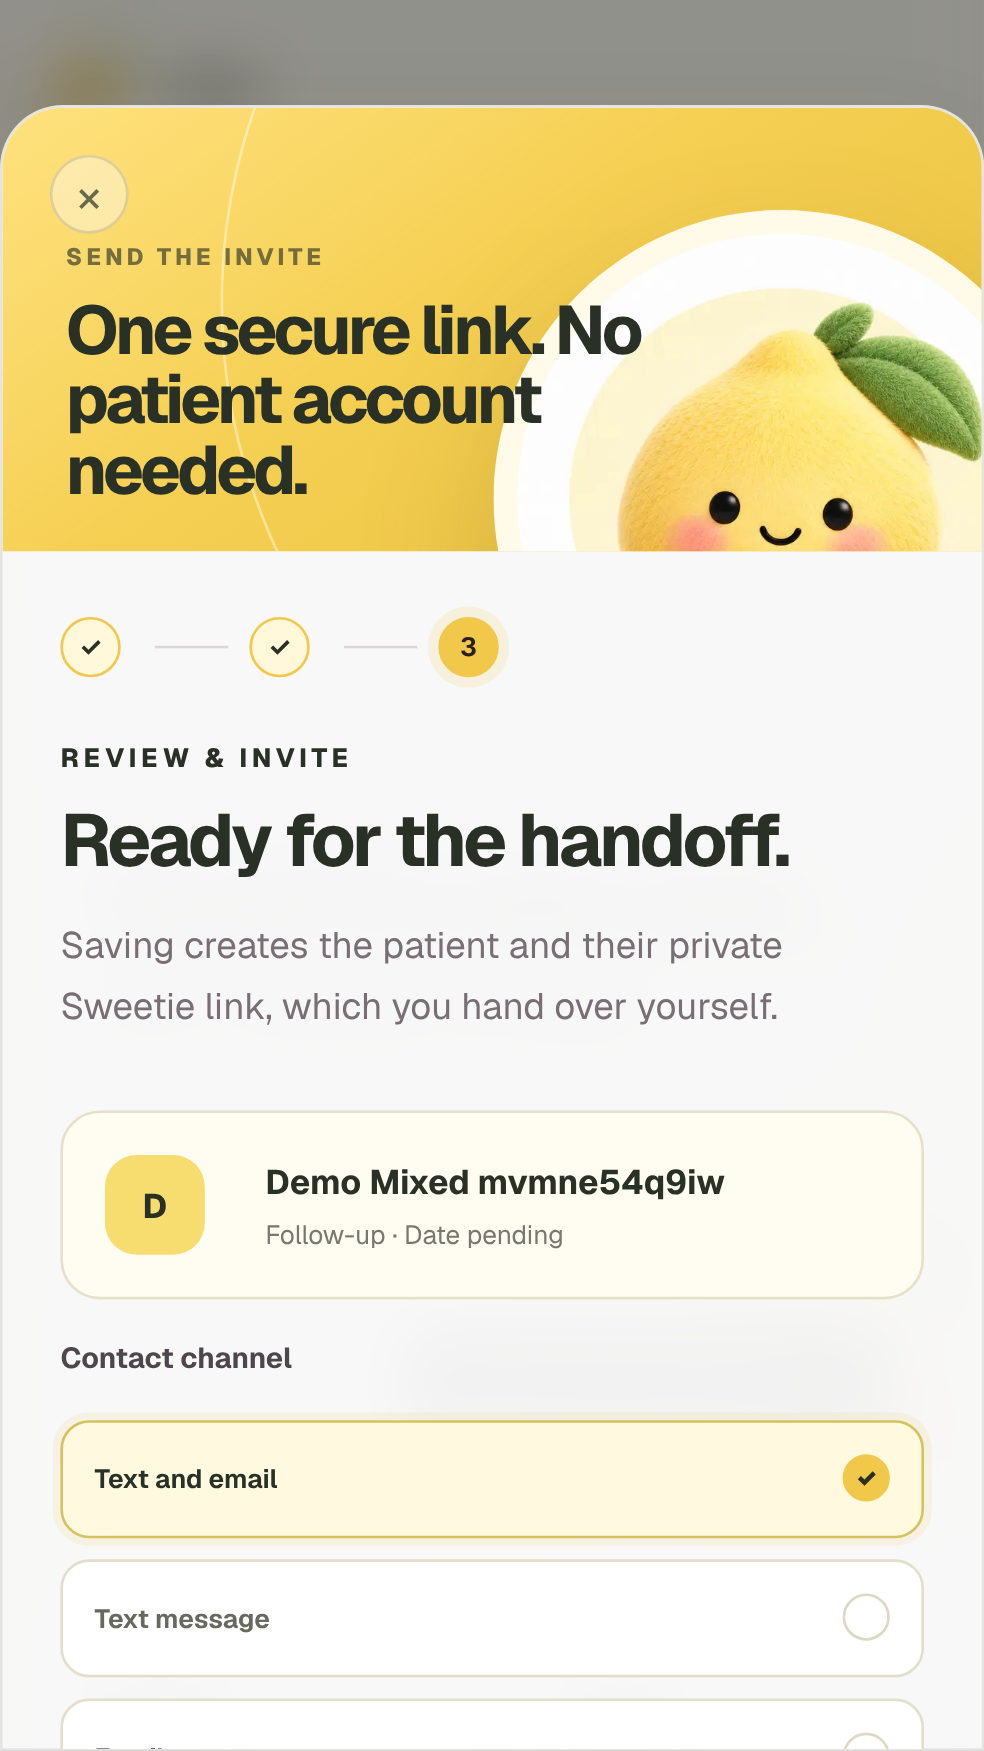 SEND THE INVITE
One secure link. No
patient account
needed.
3
REVIEW & INVITE
Ready for the handoff.
Saving creates the patient and their private
Sweetie link, which you hand over yourself.
D
Demo Mixed mvmne54q9iw
Follow-up · Date pending
Contact channel
Text and email
Text message